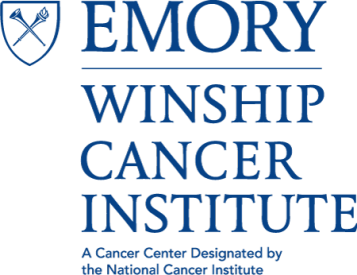 EMORY
WINSHIP
CANCER
INSTITUTE
A Cancer Center Designated by
the National Cancer Institute